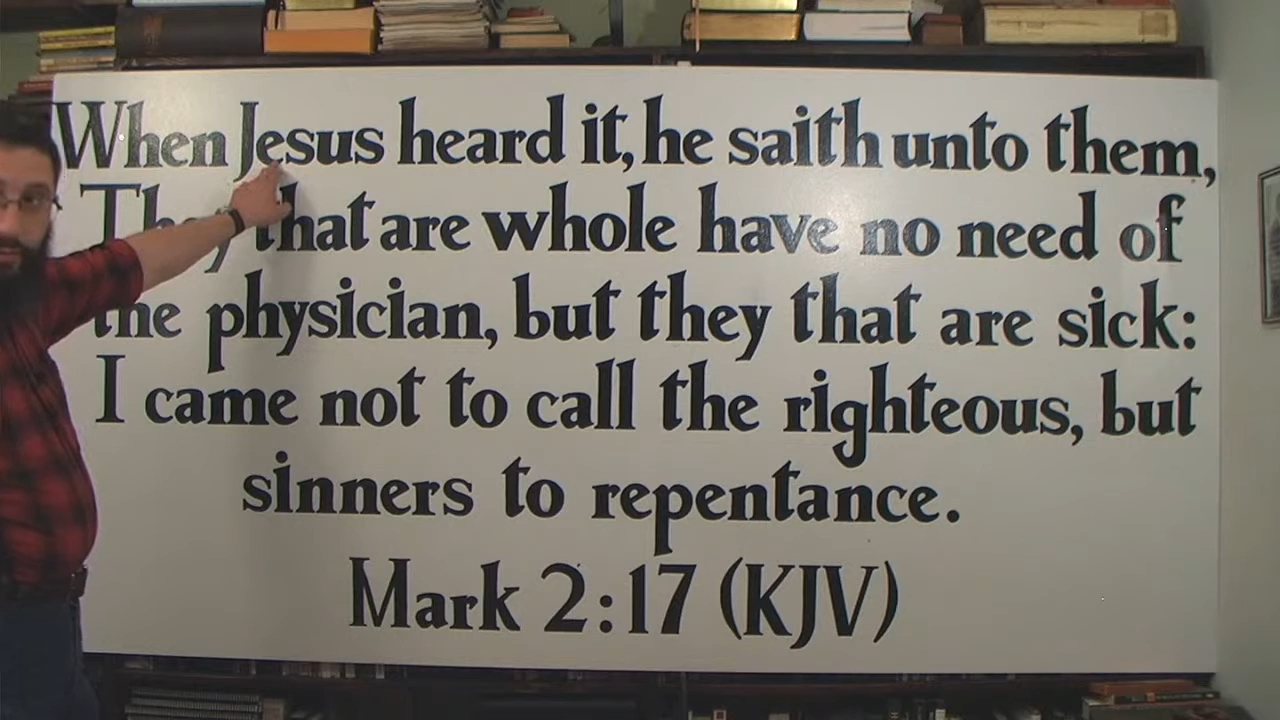 When Jesus heard it, he saith unto them,
They that are whole have no need of
the physician, but they that are sick:
I came not to call the righteous, but
sinners to repentance.
Mark 2:17 (KJV)